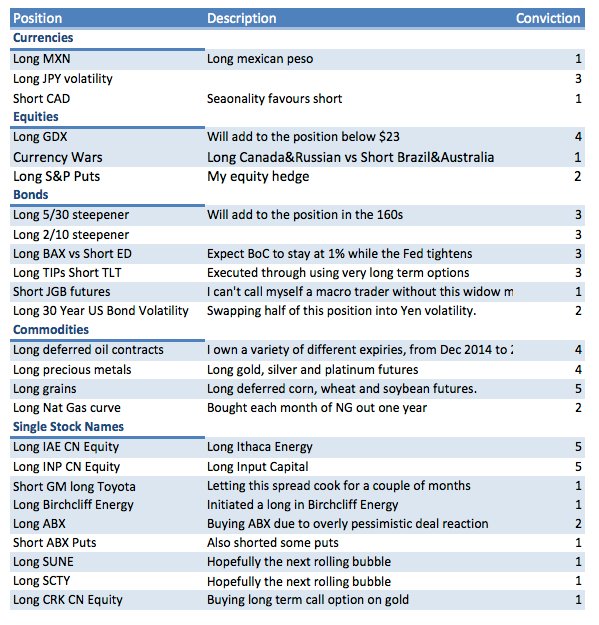 Position Description Conviction
Currencies
Long MXN Long mexican peso 1
Long JPY volatility 3
Short CAD Seaonality favours short 1
Equities
Long GDX Will add to the position below $23 4
Currency Wars Long Canada&Russian vs Short Brazil&Australia 1
Long S&P Puts My equity hedge 2
Bonds
Long 5/30 steepener Will add to the position in the 160s 3
Long 2/10 steepener 3
Long BAX vs Short ED Expect BoC to stay at 1% while the Fed tightens 3
Long TIPs Short TLT Executed through using very long term options 3
Short JGB futures I can't call myself a macro trader without this widow m 1
Long 30 Year US Bond Volatility Swapping half of this position into Yen volatility. 2
Commodities
Long deferred oil contracts I own a variety of different expiries, from Dec 2014 to 4
Long precious metals Long gold, silver and platinum futures 4
Long grains Long deferred corn, wheat and soybean futures. 5
Long Nat Gas curve Bought each month of NG out one year 2
Single Stock Names
Long IAE CN Equity Long Ithaca Energy 5
Long INP CN Equity Long Input Capital 5
Short GM long Toyota Letting this spread cook for a couple of months 1
Long Birchcliff Energy Initiated a long in Birchcliff Energy 1
Long ABX Buying ABX due to overly pessimistic deal reaction 2
Short ABX Puts Also shorted some puts 1
Long SUNE Hopefully the next rolling bubble 1
Long SCTY Hopefully the next rolling bubble 1
Long CRK CN Equity Buying long term call option on gold 1